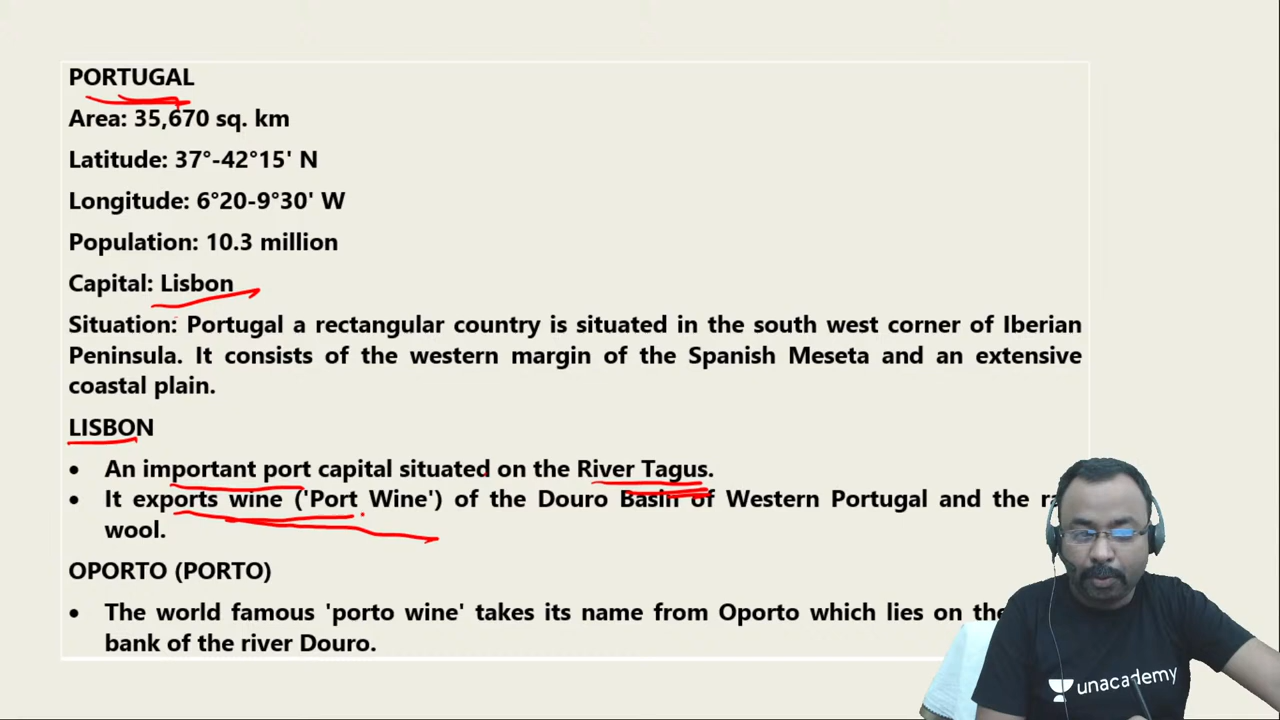 PORTUGAL
Area: 35,670 sq. km
Latitude: 37°-42°15' N
Longitude: 6°20-9°30' W
Population: 10.3 million
Capital: Lisbon
Situation: Portugal a rectangular country is situated in the south west corner of Iberian
Peninsula. It consists of the western margin of the Spanish Meseta and an extensive
coastal plain.
LISBON
• An important port capital situated on the River Tagus.
• It exports wine ('Port Wine') of the Douro Basin of Western Portugal and the
wool.
OPORTO (PORTO)
• The world famous 'porto wine' takes its name from Oporto which lies on the
bank of the river Douro.
unacademy